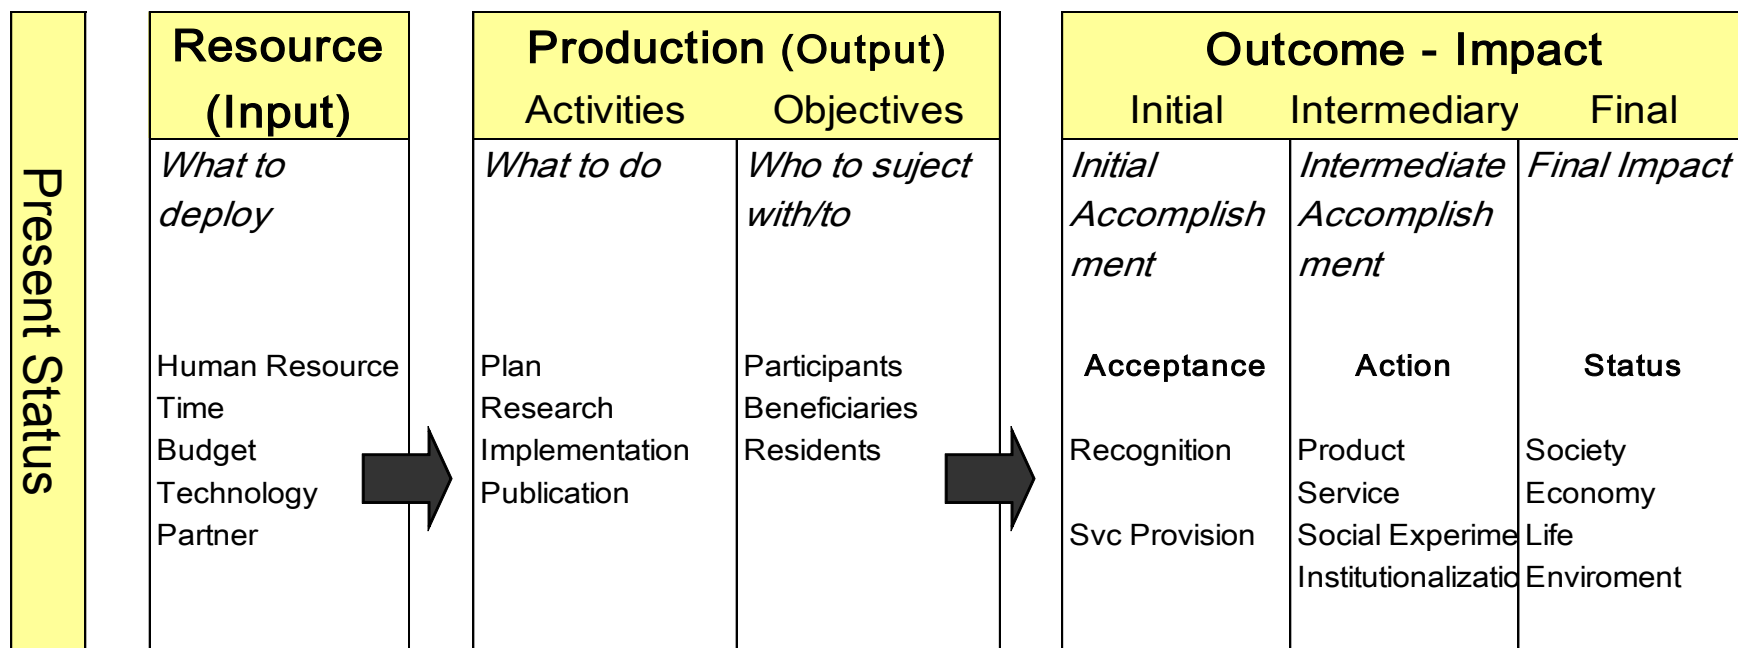 Present Status
Resource
(Input)
What to
deploy
Human Resource
Time
Budget
Technology
Partner
Production (Output)
Activities
Objectives
What to do
Plan
Research
Implementation
Publication
Who to suject
with/to
Participants
Beneficiaries
Residents
Outcome - Impact
Initial
Intermediary
Final
Initial
Accomplish
ment
Acceptance
Recognition
Svc Provision
Intermediate
Accomplish
ment
Action
Product
Service
Social Experime
Institutionalizatio
Final Impact
Status
Society
Economy
Life
Enviroment